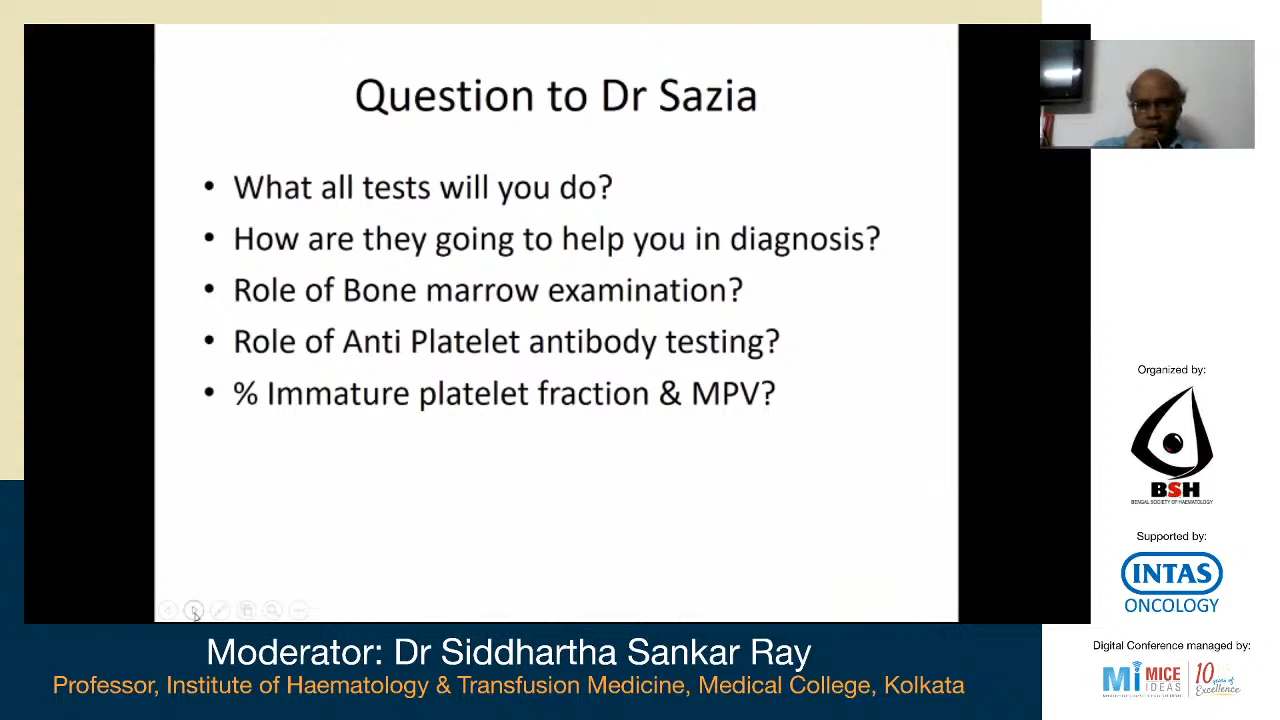 Question to Dr Sazia
• What all tests will you do?
• How are they going to help you in diagnosis?
• Role of Bone marrow examination?
• Role of Anti Platelet antibody testing?
• % Immature platelet fraction & MPV?
Organized by:
BSH
BENGAL SOCIETY OF HAEMATOLOGY
Supported by:
INTAS
ONCOLOGY
Digital Conference managed by:
Mi MICE
IDEAS
10
years of
Excellence
Moderator: Dr Siddhartha Sankar Ray
Professor, Institute of Haematology & Transfusion Medicine, Medical College, Kolkata